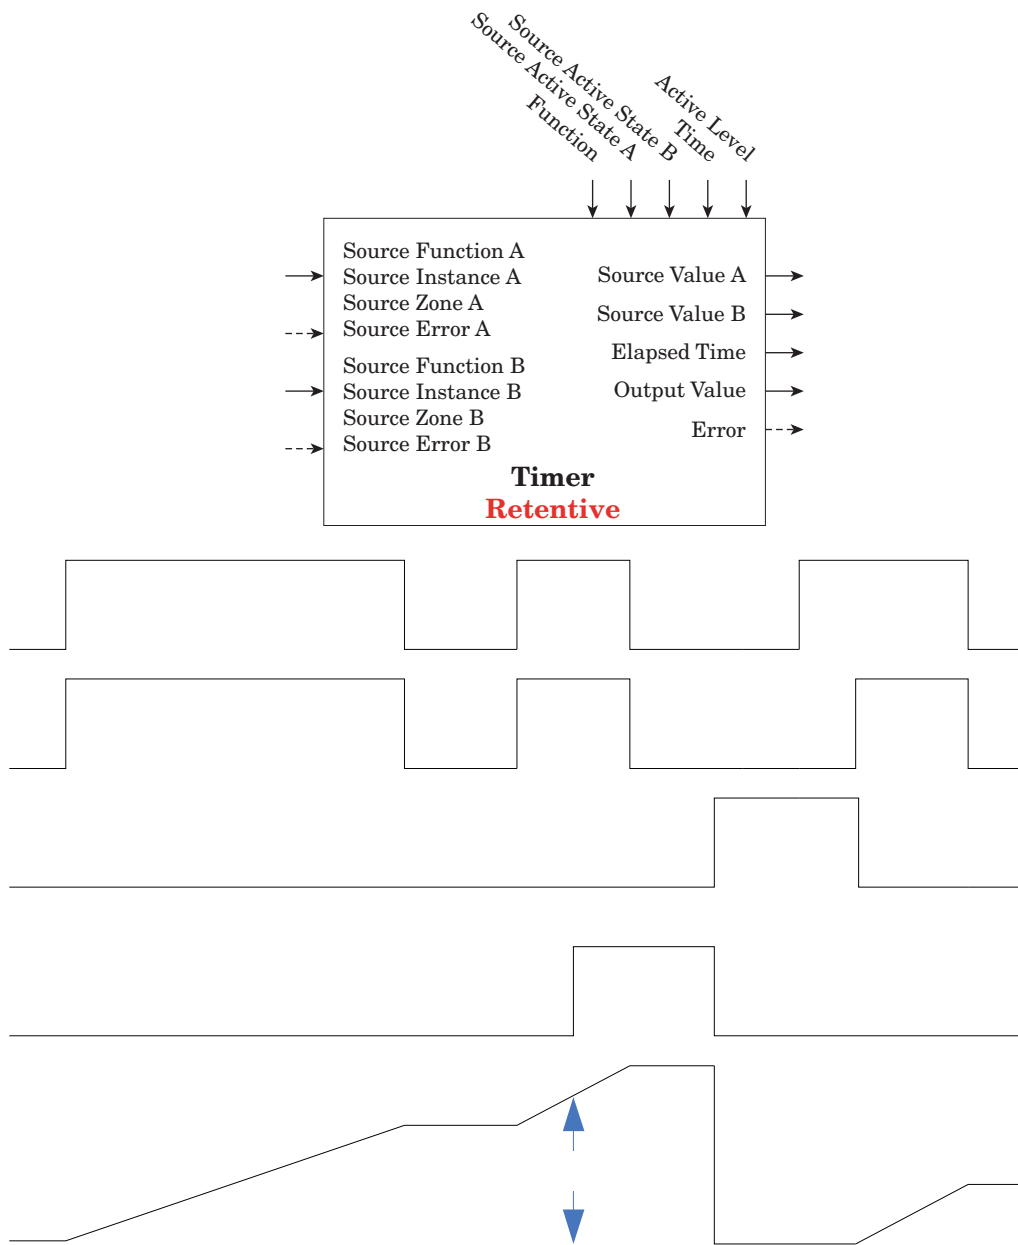 Function
Source Active State A
Source Active State B
Time
Active Level
Source Function A
Source Instance A
Source Zone A
Source Error A
Source Function B
Source Instance B
Source Zone B
Source Error B
Source Value A
Source Value B
Elapsed Time
Output Value
Error
Timer
Retentive